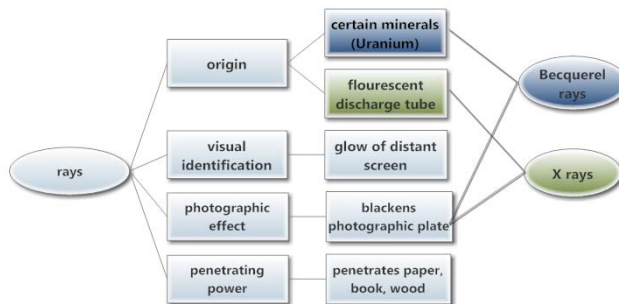 certain minerals
(Uranium)
origin
Becquerel
rays
flourescent
discharge tube
visual
identification
glow of distant
screen
rays
X rays
photographic
effect
blackens
photographic plate
penetrating
power
penetrates paper,
book, wood